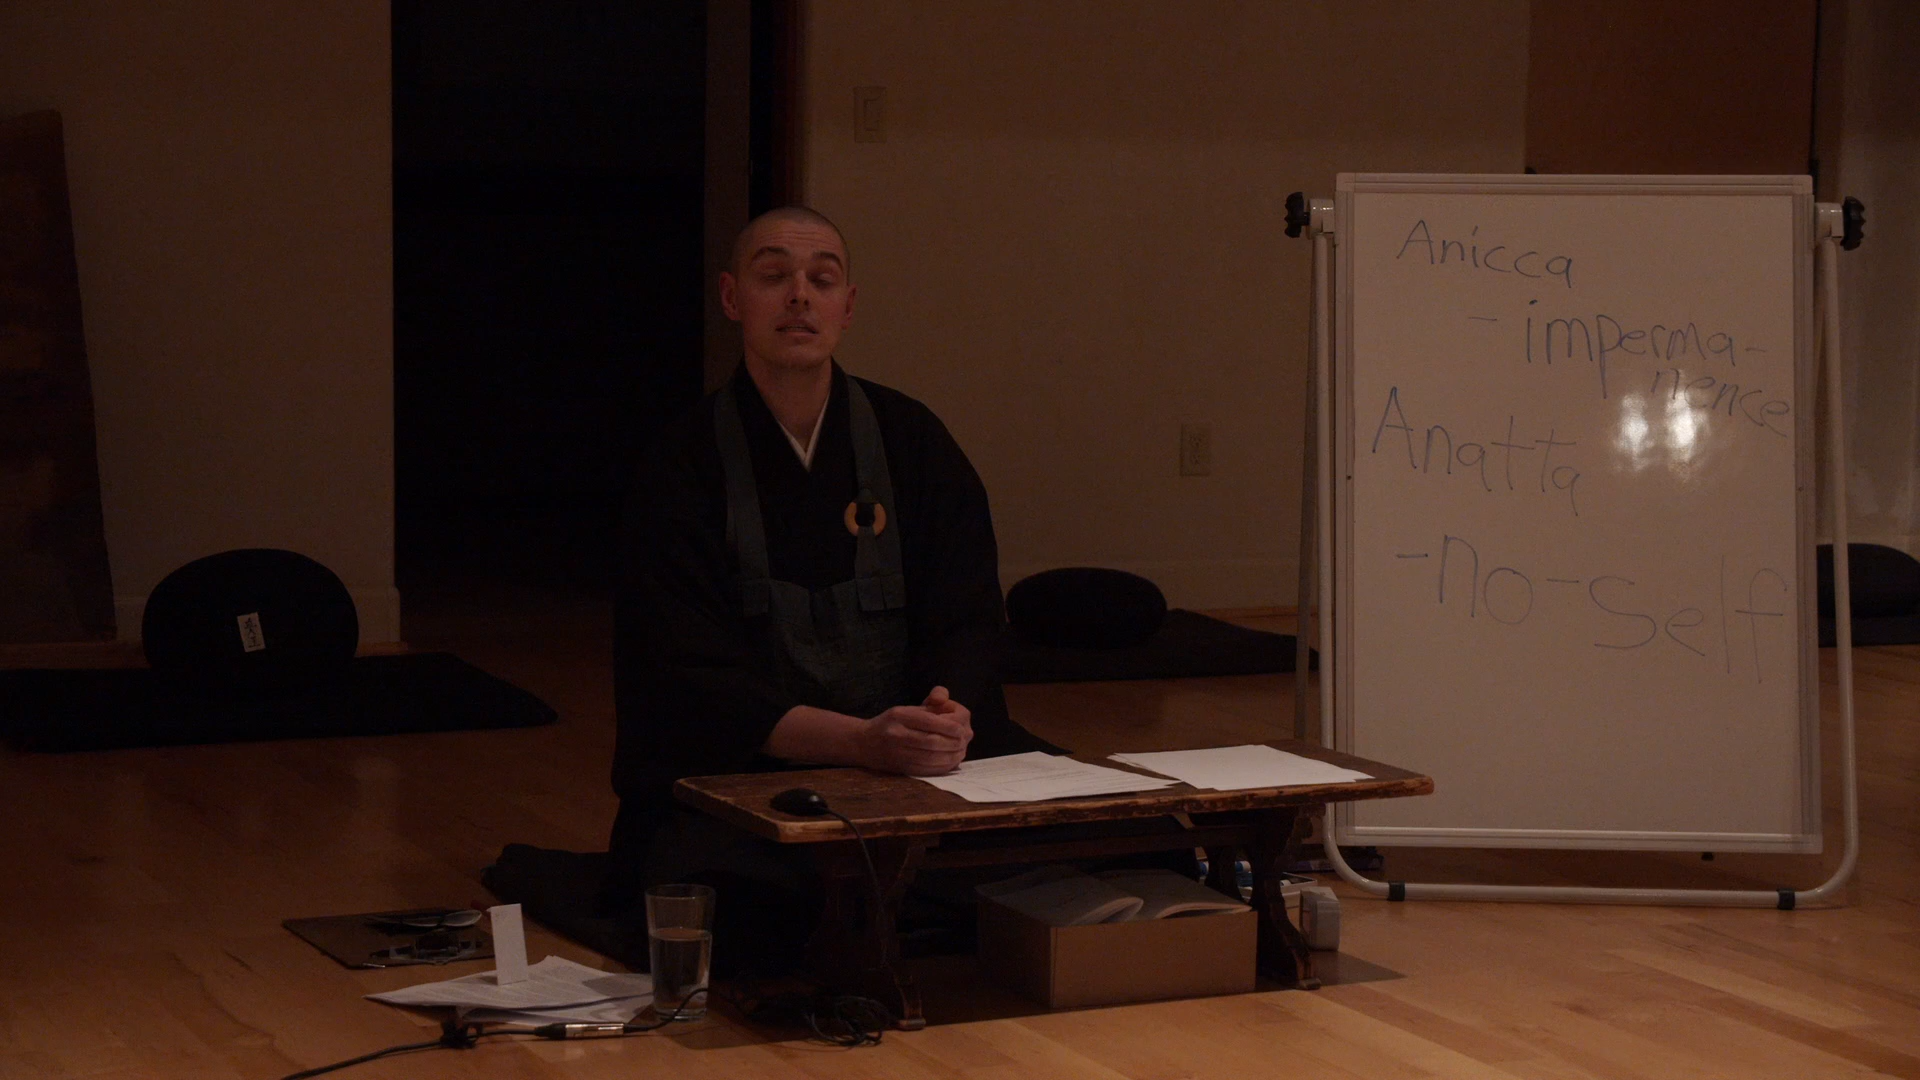 Anicca
- imperma-
nence
Anatta
- no-self